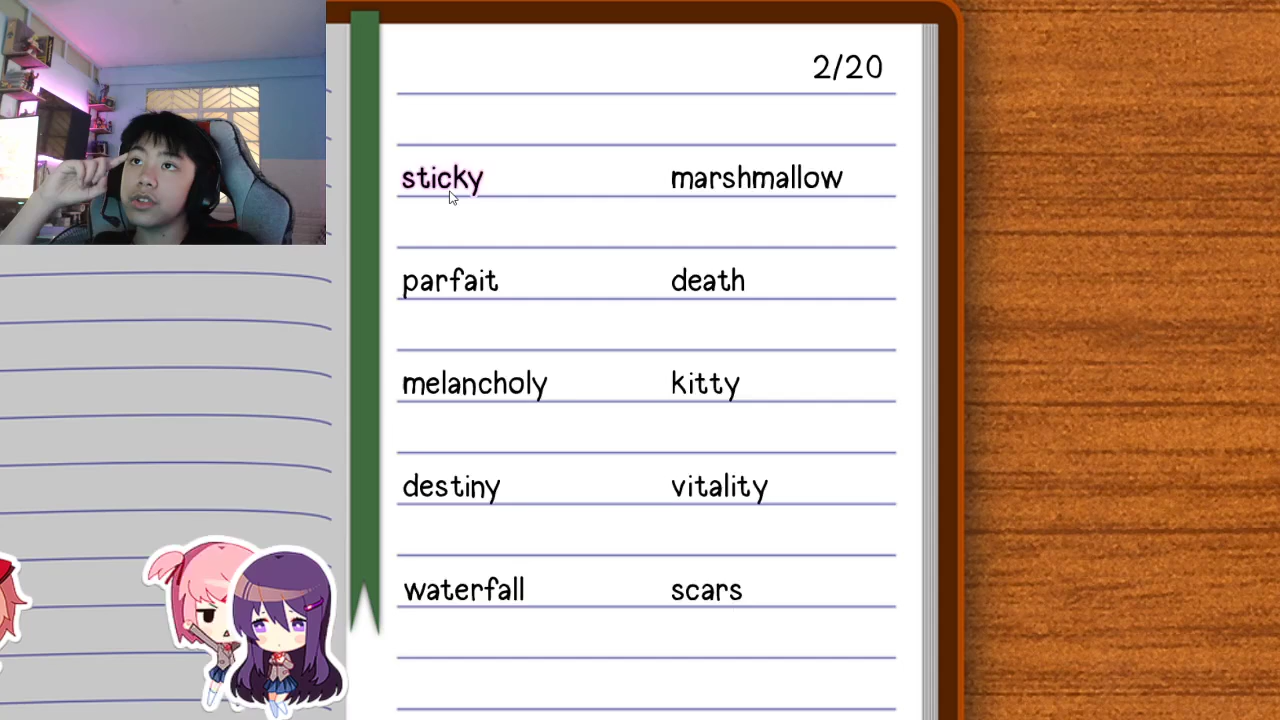 2/20
sticky marshmallow
parfait death
melancholy kitty
destiny vitality
waterfall scars